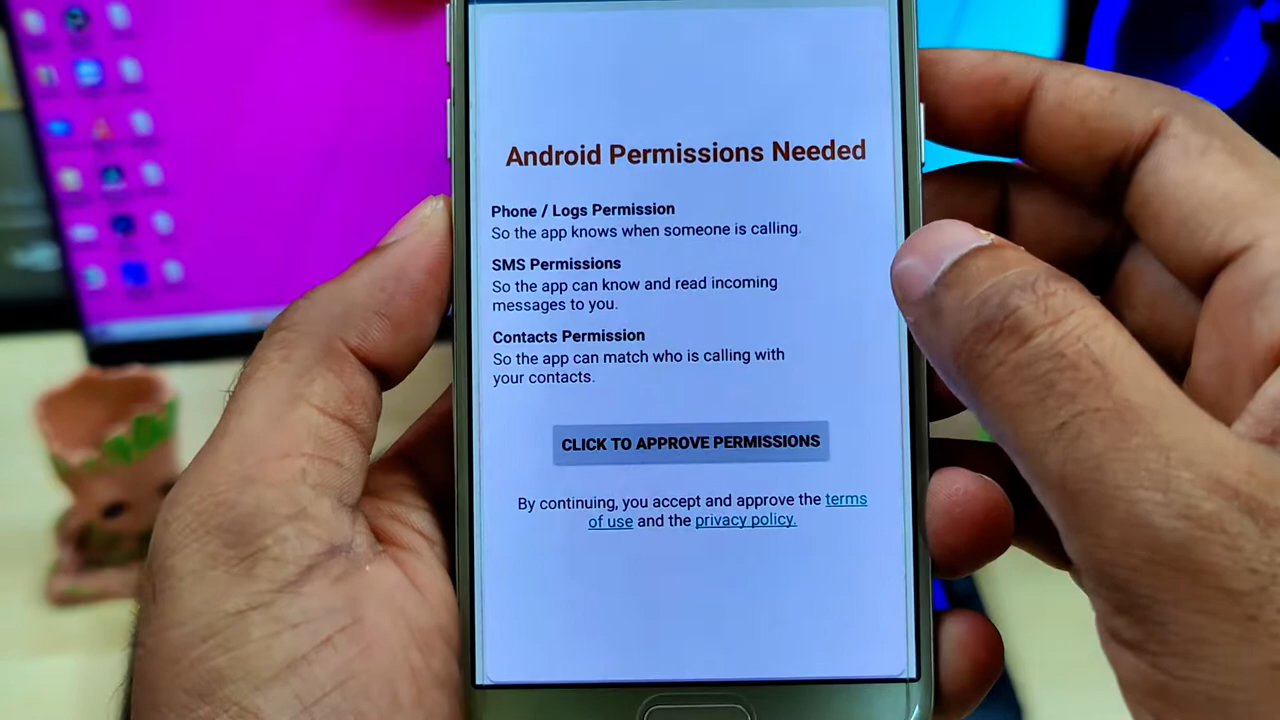 Android Permissions Needed
Phone / Logs Permission
So the app knows when someone is calling.
SMS Permissions
So the app can know and read incoming
messages to you.
Contacts Permission
So the app can match who is calling with
your contacts.
CLICK TO APPROVE PERMISSIONS
By continuing, you accept and approve the terms
of use and the privacy policy.